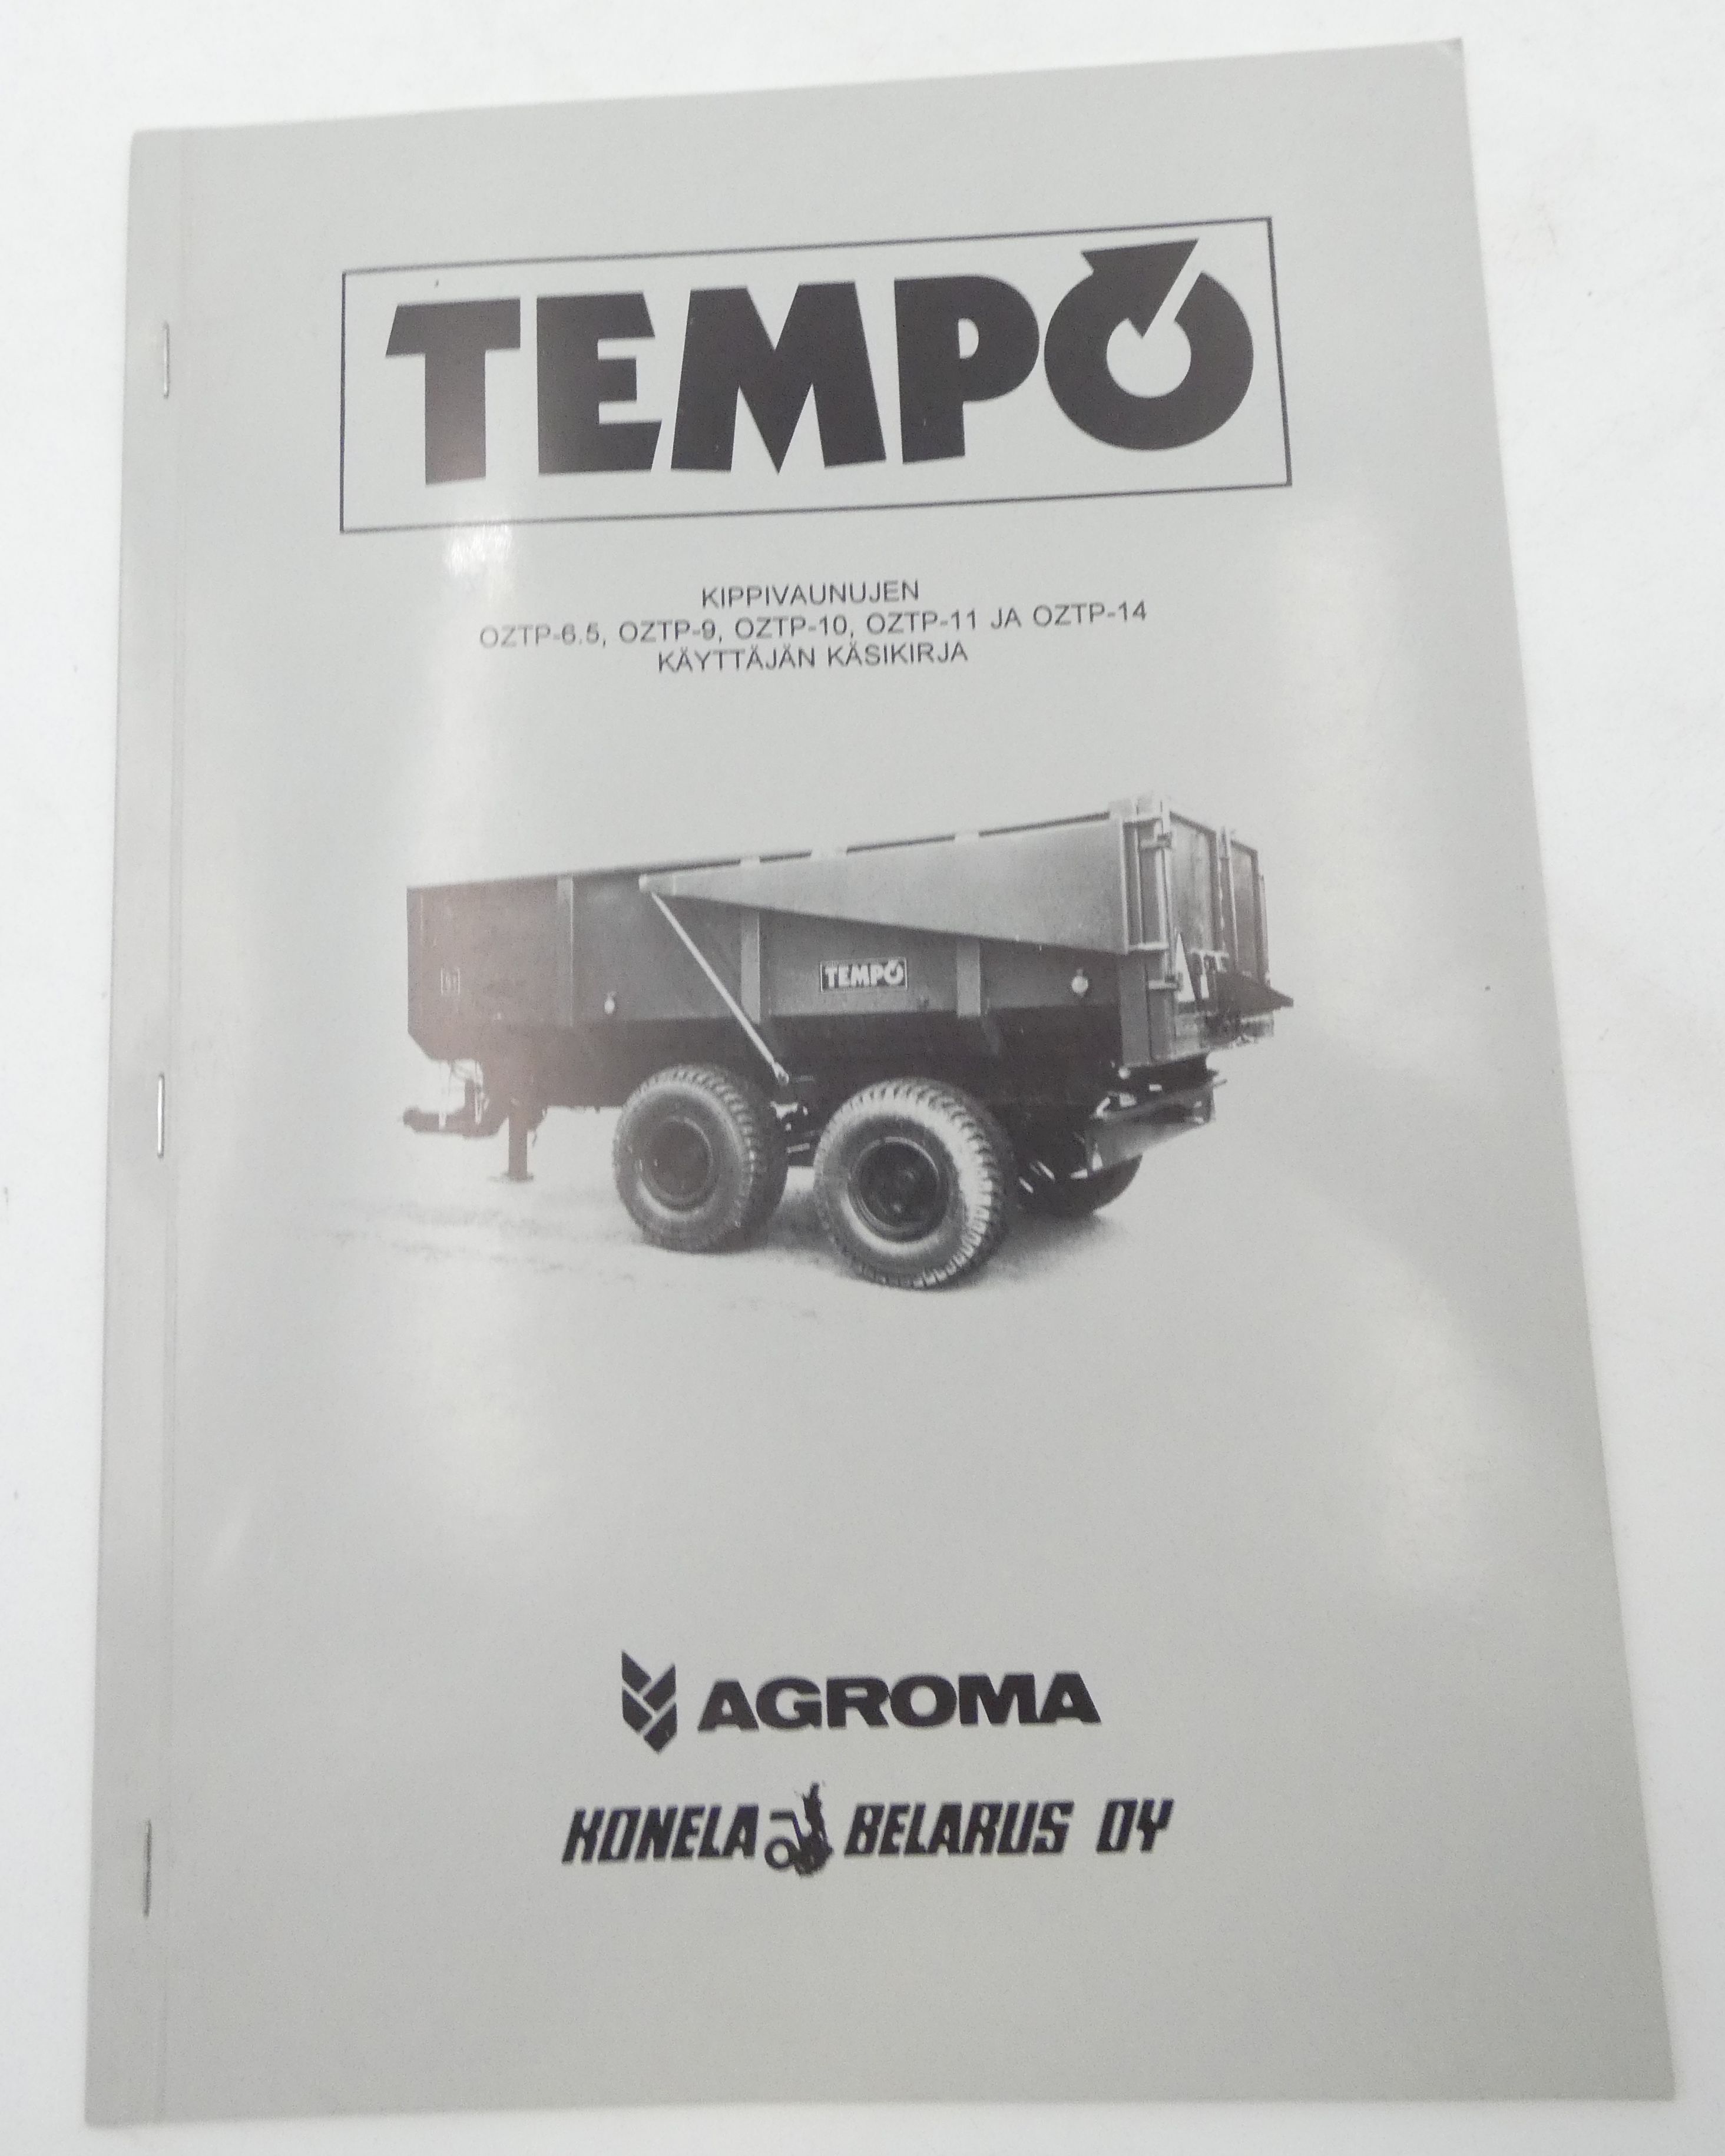 TEMPO
KIPPIVAUNUJEN
OZTP-6.5, OZTP-9, OZTP-10, OZTP-11 JA OZTP-14
KÄYTTÄJÄN KÄSIKIRJA
TEMPO
AGROMA
KONELA BELARUS OY